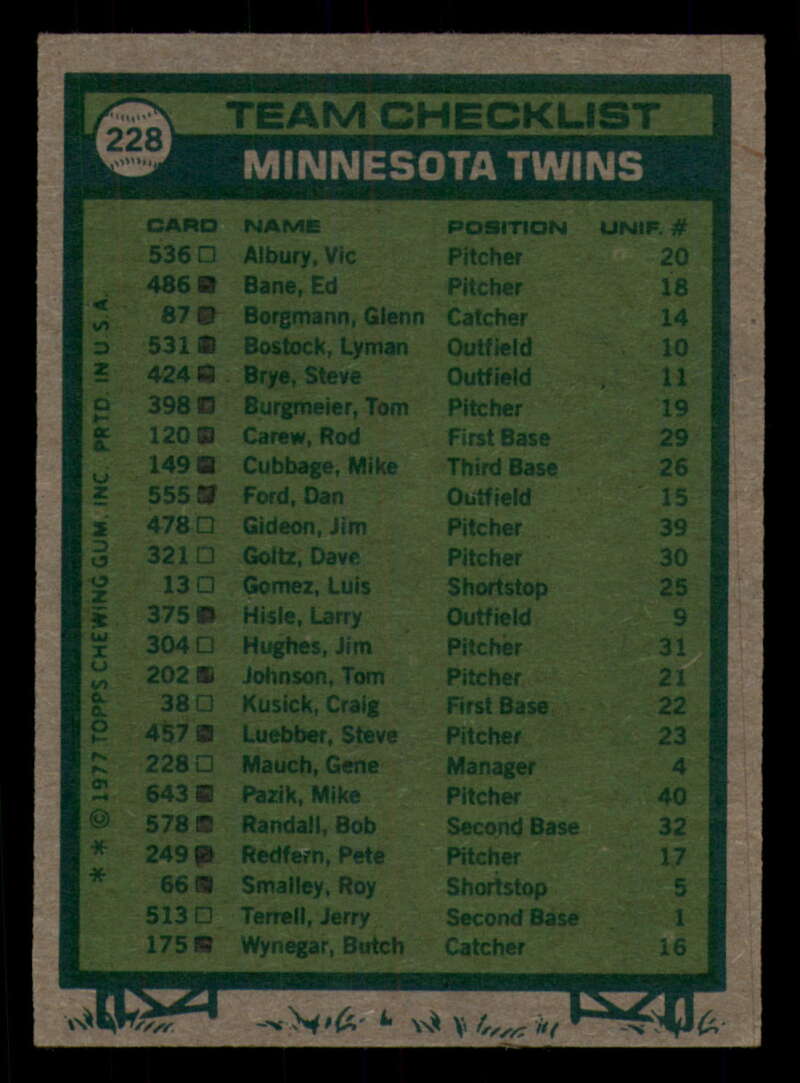 228
TEAM CHECKLIST
MINNESOTA TWINS
CARD NAME POSITION UNIF. #
536 Albury, Vic Pitcher 20
486 Bane, Ed Pitcher 18
87 Borgmann, Glenn Catcher 14
531 Bostock, Lyman Outfield 10
424 Brye, Steve Outfield 11
398 Burgmeier, Tom Pitcher 19
120 Carew, Rod First Base 29
149 Cubbage, Mike Third Base 26
555 Ford, Dan Outfield 15
478 Gideon, Jim Pitcher 39
321 Goltz, Dave Pitcher 30
13 Gomez, Luis Shortstop 25
375 Hisle, Larry Outfield 9
304 Hughes, Jim Pitcher 31
202 Johnson, Tom Pitcher 21
38 Kusick, Craig First Base 22
457 Luebber, Steve Pitcher 23
228 Mauch, Gene Manager 4
643 Pazik, Mike Pitcher 40
578 Randall, Bob Second Base 32
249 Redfern, Pete Pitcher 17
66 Smalley, Roy Shortstop 5
513 Terrell, Jerry Second Base 1
175 Wynegar, Butch Catcher 16
* * © 1977 TOPPS CHEWING GUM, INC. PRTD. IN U.S.A.